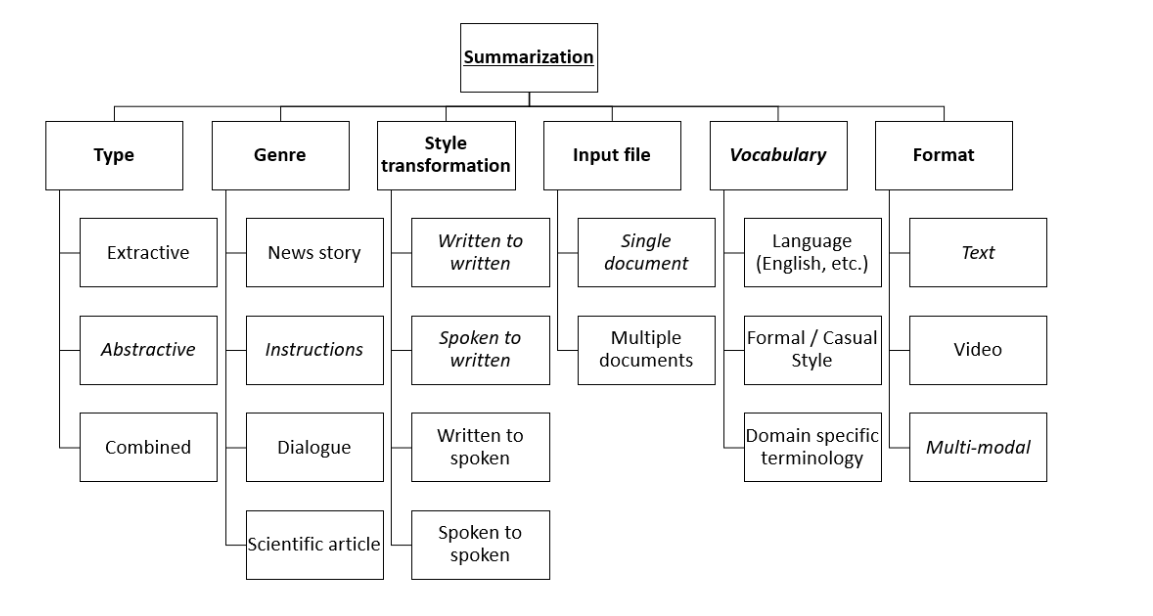 Summarization
Type
Genre
Style
transformation
Input file
Vocabulary
Format
Extractive
News story
Written to
written
Single
document
Language
(English, etc.)
Text
Abstractive
Instructions
Spoken to
written
Multiple
documents
Formal / Casual
Style
Video
Combined
Dialogue
Written to
spoken
Domain specific
terminology
Multi-modal
Scientific article
Spoken to
spoken